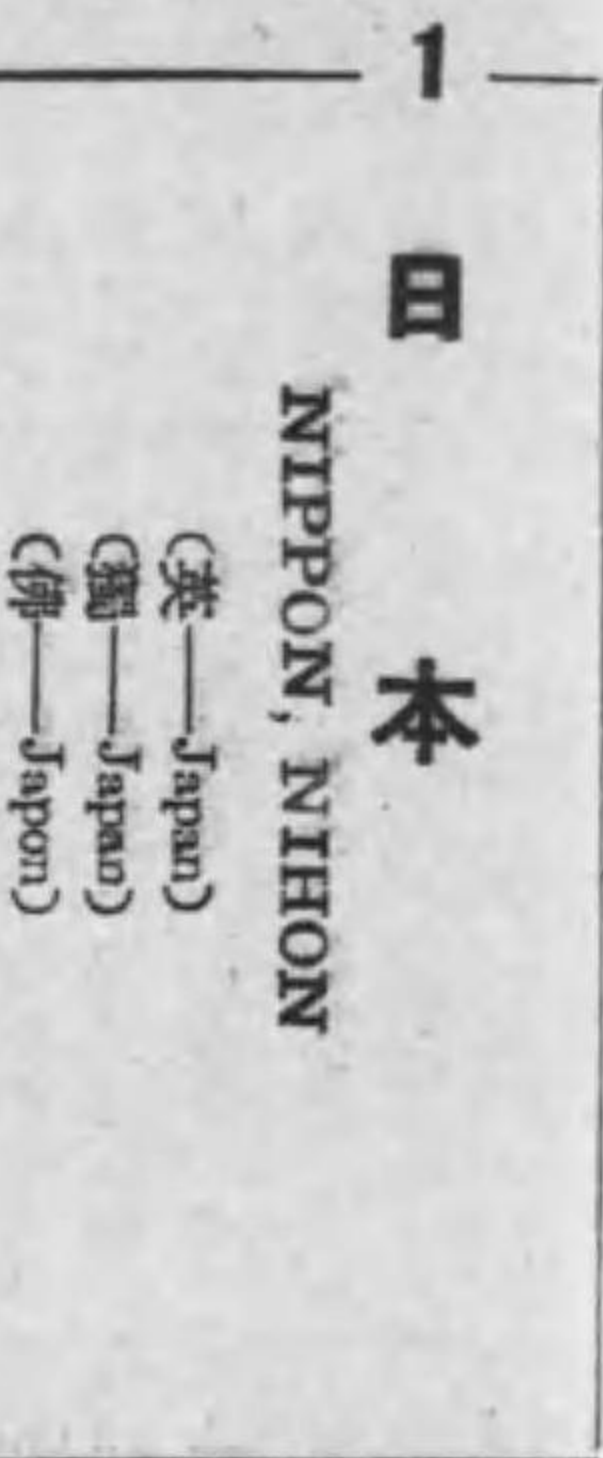 1
日本
NIPPON, NIHON
(英——Japan)
(獨——Japan)
(佛——Japon)